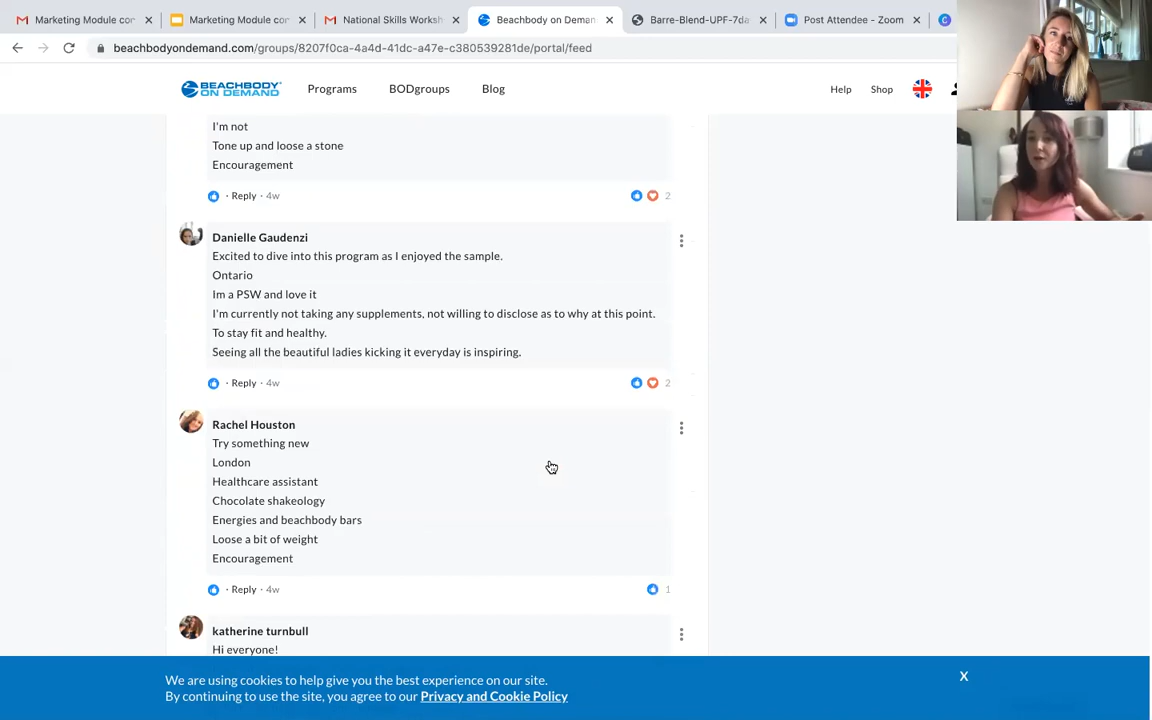 Marketing Module cor
Marketing Module con
National Skills Worksh
Beachbody on Deman
Barre-Blend-UPF-7da
Post Attendee - Zoom
beachbodyondemand.com/groups/8207f0ca-4a4d-41dc-a47e-c380539281de/portal/feed
BEACHBODY
ON DEMAND
Programs
BODgroups
Blog
Help
Shop
I'm not
Tone up and loose a stone
Encouragement
· Reply · 4w
2
Danielle Gaudenzi
Excited to dive into this program as I enjoyed the sample.
Ontario
Im a PSW and love it
I'm currently not taking any supplements, not willing to disclose as to why at this point.
To stay fit and healthy.
Seeing all the beautiful ladies kicking it everyday is inspiring.
· Reply · 4w
2
Rachel Houston
Try something new
London
Healthcare assistant
Chocolate shakeology
Energies and beachbody bars
Loose a bit of weight
Encouragement
· Reply · 4w
1
katherine turnbull
Hi everyone!
We are using cookies to help give you the best experience on our site.
By continuing to use the site, you agree to our Privacy and Cookie Policy
X